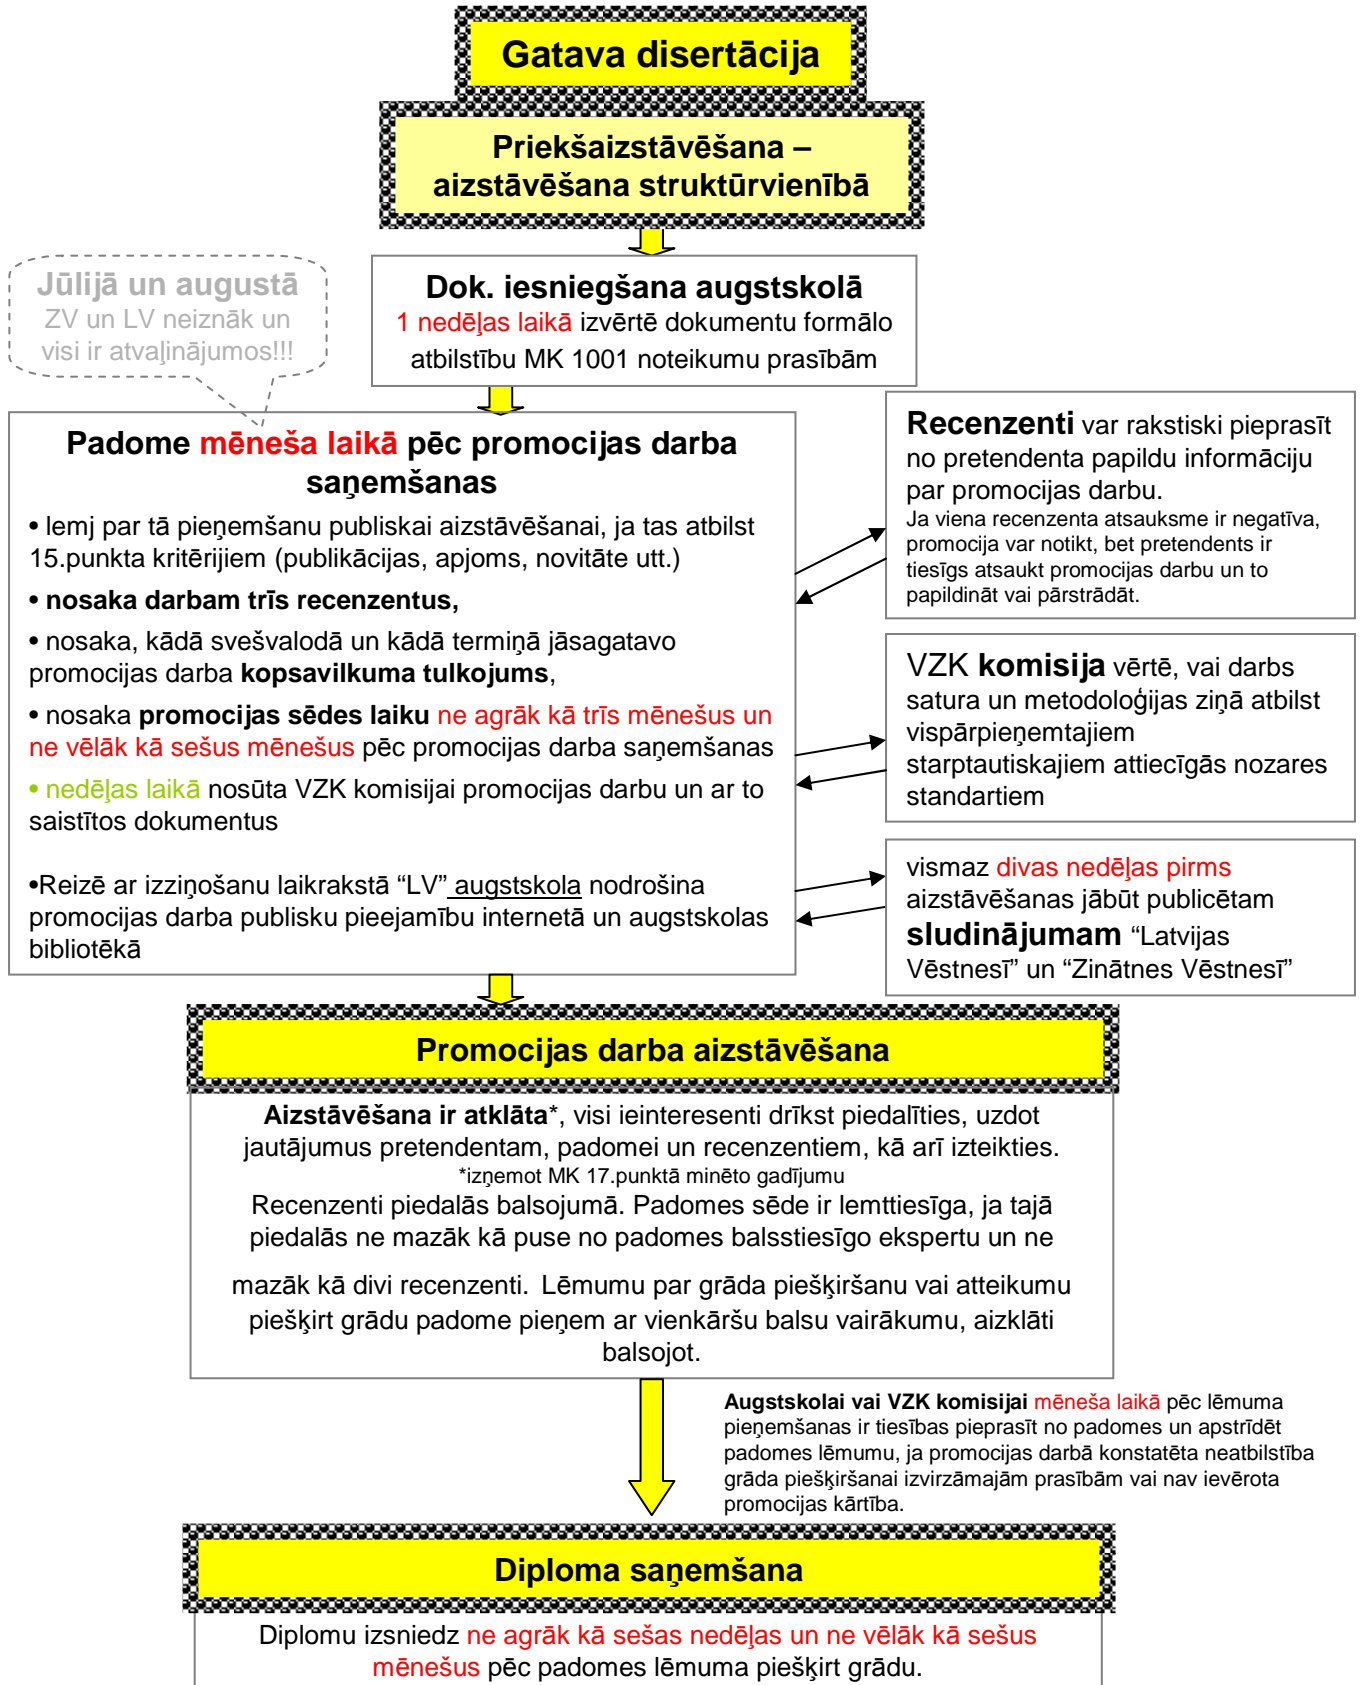 Gatava disertācija
Priekšaizstāvēšana –
aizstāvēšana struktūrvienībā
Jūlijā un augustā
ZV un LV neiznāk un
visi ir atvaļinājumos!!!
Dok. iesniegšana augstskolā
1 nedēļas laikā izvērtē dokumentu formālo
atbilstību MK 1001 noteikumu prasībām
Padome mēneša laikā pēc promocijas darba
saņemšanas
• lemj par tā pieņemšanu publiskai aizstāvēšanai, ja tas atbilst
15.punkta kritērijiem (publikācijas, apjoms, novitāte utt.)
• nosaka darbam trīs recenzentus,
• nosaka, kādā svešvalodā un kādā termiņā jāsagatavo
promocijas darba kopsavilkuma tulkojums,
• nosaka promocijas sēdes laiku ne agrāk kā trīs mēnešus un
ne vēlāk kā sešus mēnešus pēc promocijas darba saņemšanas
• nedēļas laikā nosūta VZK komisijai promocijas darbu un ar to
saistītos dokumentus
•Reizē ar izziņošanu laikrakstā “LV” augstskola nodrošina
promocijas darba publisku pieejamību internetā un augstskolas
bibliotēkā
Recenzenti var rakstiski pieprasīt
no pretendenta papildu informāciju
par promocijas darbu.
Ja viena recenzenta atsauksme ir negatīva,
promocija var notikt, bet pretendents ir
tiesīgs atsaukt promocijas darbu un to
papildināt vai pārstrādāt.
VZK komisija vērtē, vai darbs
satura un metodoloģijas ziņā atbilst
vispārpieņemtajiem
starptautiskajiem attiecīgās nozares
standartiem
vismaz divas nedēļas pirms
aizstāvēšanas jābūt publicētam
sludinājumam “Latvijas
Vēstnesī” un “Zinātnes Vēstnesī”
Promocijas darba aizstāvēšana
Aizstāvēšana ir atklāta*, visi ieinteresenti drīkst piedalīties, uzdot
jautājumus pretendentam, padomei un recenzentiem, kā arī izteikties.
*izņemot MK 17.punktā minēto gadījumu
Recenzenti piedalās balsojumā. Padomes sēde ir lemttiesīga, ja tajā
piedalās ne mazāk kā puse no padomes balsstiesīgo ekspertu un ne
mazāk kā divi recenzenti. Lēmumu par grāda piešķiršanu vai atteikumu
piešķirt grādu padome pieņem ar vienkāršu balsu vairākumu, aizklāti
balsojot.
Augstskolai vai VZK komisijai mēneša laikā pēc lēmuma
pieņemšanas ir tiesības pieprasīt no padomes un apstrīdēt
padomes lēmumu, ja promocijas darbā konstatēta neatbilstība
grāda piešķiršanai izvirzāmajām prasībām vai nav ievērota
promocijas kārtība.
Diploma saņemšana
Diplomu izsniedz ne agrāk kā sešas nedēļas un ne vēlāk kā sešus
mēnešus pēc padomes lēmuma piešķirt grādu.